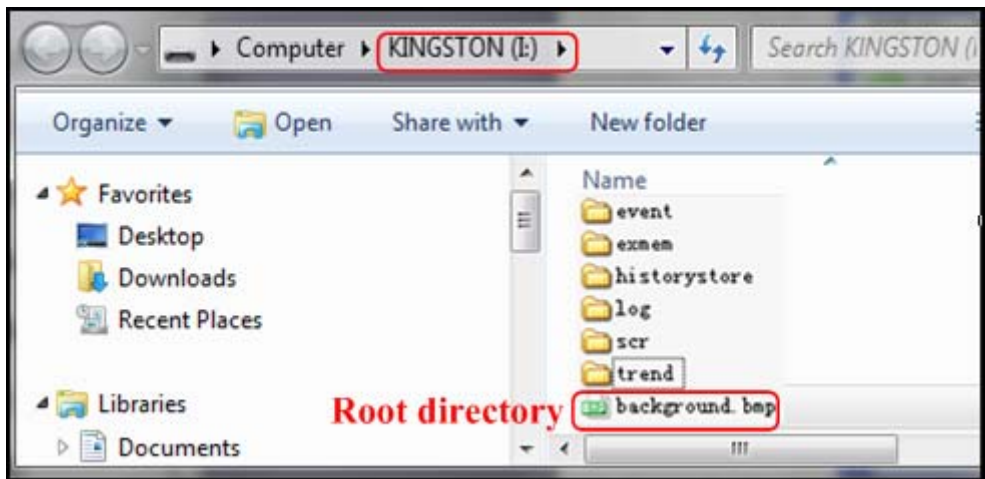 Computer KINGSTON (I:) Search KINGSTON (
Organize Open Share with New folder
Favorites
Desktop
Downloads
Recent Places
Libraries
Documents
Name
event
exmem
historystore
log
scr
trend
Root directory background.bmp